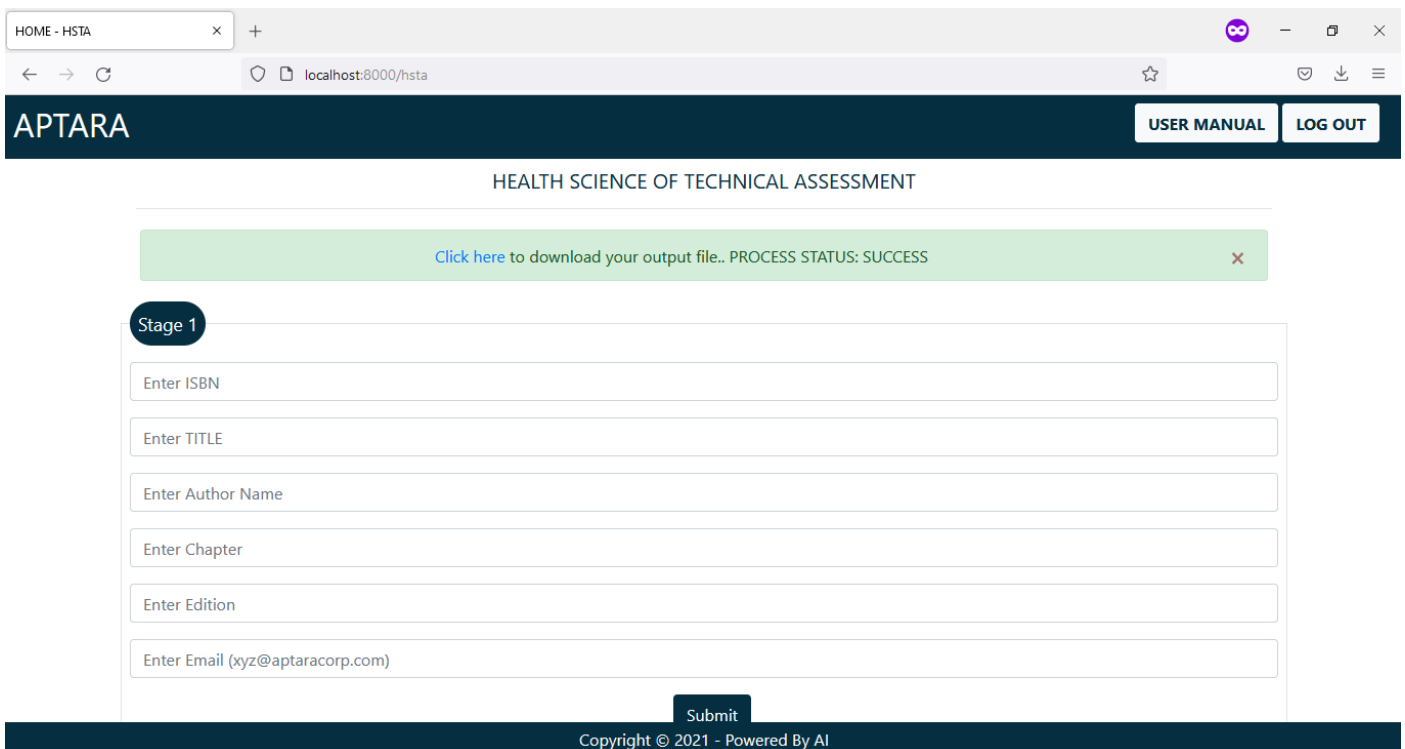 HOME - HSTA
localhost:8000/hsta
APTARA
USER MANUAL
LOG OUT
HEALTH SCIENCE OF TECHNICAL ASSESSMENT
Click here to download your output file.. PROCESS STATUS: SUCCESS
Stage 1
Enter ISBN
Enter TITLE
Enter Author Name
Enter Chapter
Enter Edition
Enter Email (xyz@aptaracorp.com)
Submit
Copyright © 2021 - Powered By AI